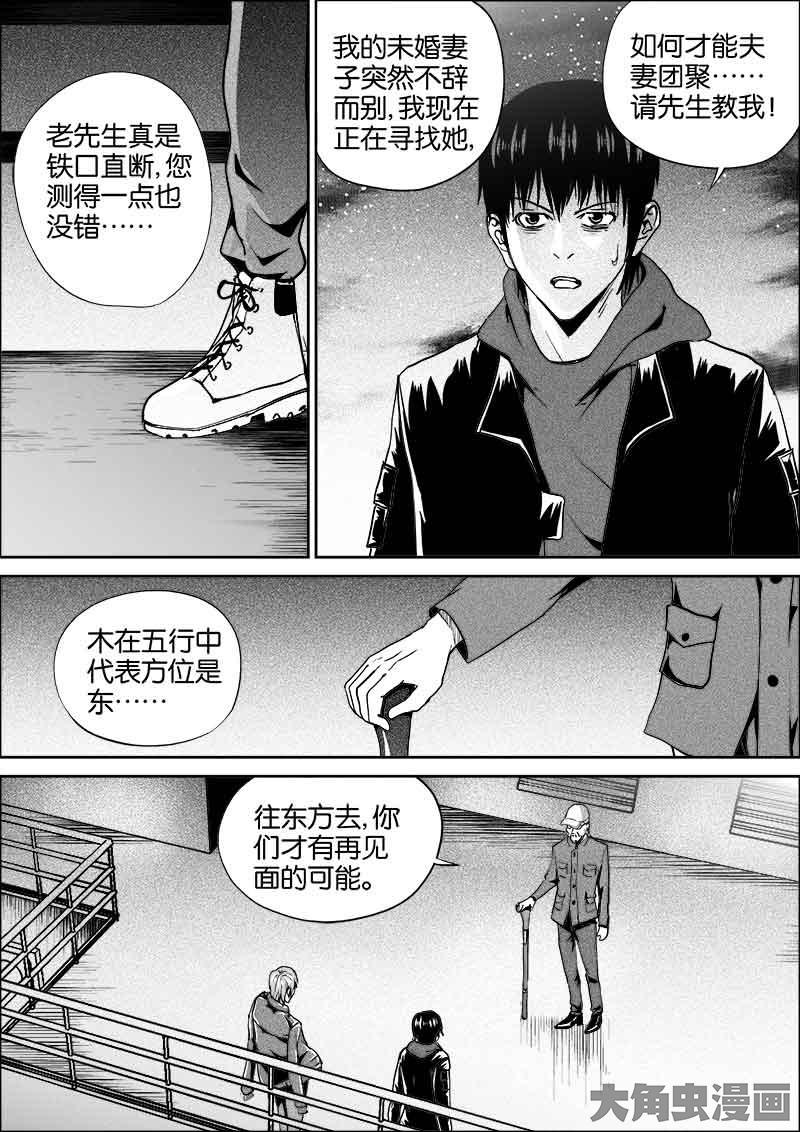 老先生真是
铁口直断,您
测得一点也
没错……
我的未婚妻
子突然不辞
而别,我现在
正在寻找她,
如何才能夫
妻团聚……
请先生教我!
木在五行中
代表方位是
东……
往东方去,你
们才有再见
面的可能。
大角虫漫画